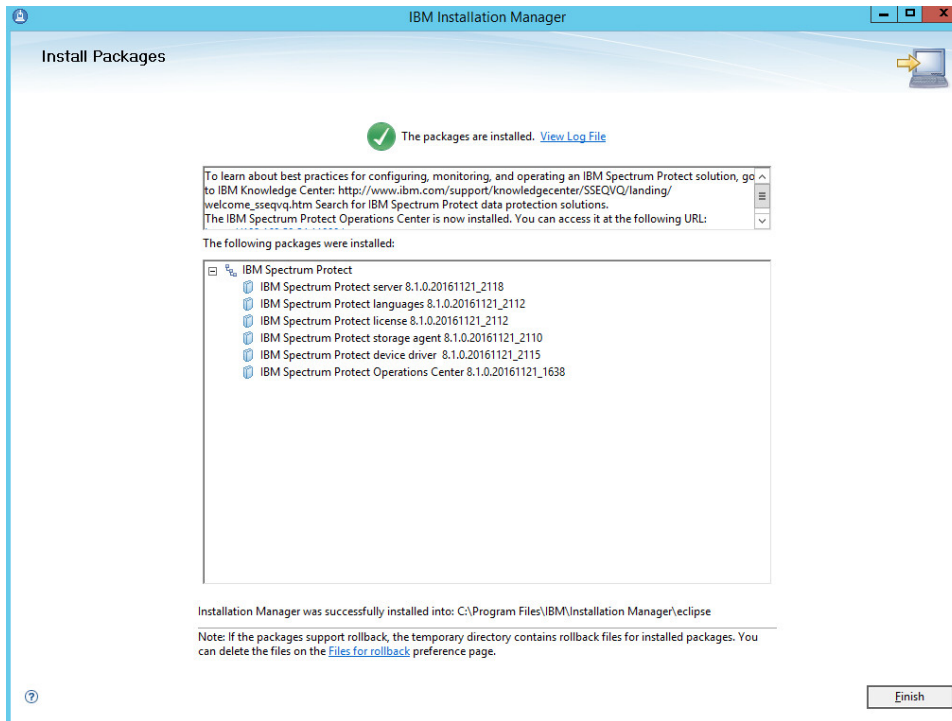 IBM Installation Manager
Install Packages
The packages are installed. View Log File
To learn about best practices for configuring, monitoring, and operating an IBM Spectrum Protect solution, go
to IBM Knowledge Center: http://www.ibm.com/support/knowledgecenter/SSEQVQ/landing/
welcome_sseqvq.htm Search for IBM Spectrum Protect data protection solutions.
The IBM Spectrum Protect Operations Center is now installed. You can access it at the following URL:
The following packages were installed:
IBM Spectrum Protect
IBM Spectrum Protect server 8.1.0.20161121_2118
IBM Spectrum Protect languages 8.1.0.20161121_2112
IBM Spectrum Protect license 8.1.0.20161121_2112
IBM Spectrum Protect storage agent 8.1.0.20161121_2110
IBM Spectrum Protect device driver 8.1.0.20161121_2115
IBM Spectrum Protect Operations Center 8.1.0.20161121_1638
Installation Manager was successfully installed into: C:\Program Files\IBM\Installation Manager\eclipse
Note: If the packages support rollback, the temporary directory contains rollback files for installed packages. You
can delete the files on the Files for rollback preference page.
Finish